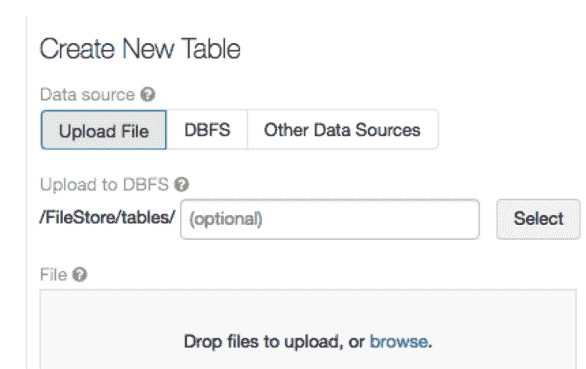 Create New Table
Data source
Upload File DBFS Other Data Sources
Upload to DBFS
/FileStore/tables/ (optional) Select
File
Drop files to upload, or browse.